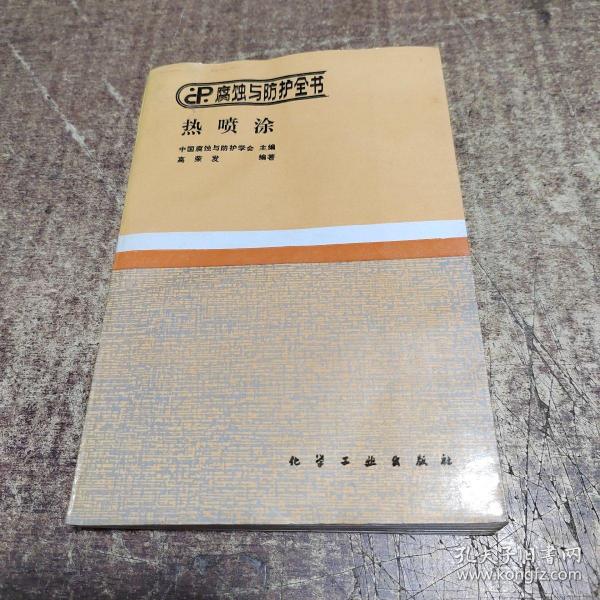 CP 腐蚀与防护全书
热喷涂
中国腐蚀与防护学会 主编
高荣发 编著
化学工业出版社
孔夫子旧书网
www.kongfz.com